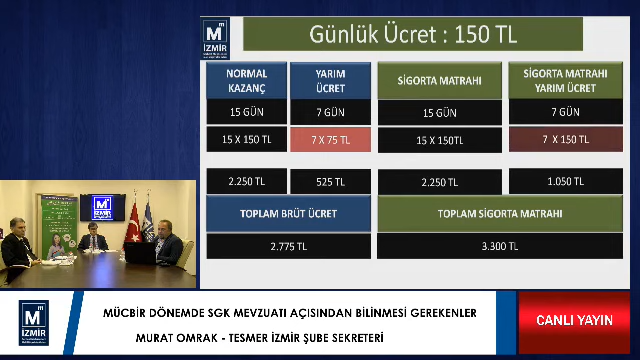 M
İZMİR
Günlük Ücret : 150 TL
NORMAL
KAZANÇ
YARIM
ÜCRET
SİGORTA MATRAHI
SİGORTA MATRAHI
YARIM ÜCRET
15 GÜN
7 GÜN
15 GÜN
7 GÜN
15 X 150 TL
7 X 75 TL
15 X 150TL
7 X 150 TL
2.250 TL
525 TL
2.250 TL
1.050 TL
TOPLAM BRÜT ÜCRET
TOPLAM SİGORTA MATRAHI
2.775 TL
3.300 TL
M
M
İZMİR
MÜCBİR DÖNEMDE SGK MEVZUATI AÇISINDAN BİLİNMESİ GEREKENLER
MURAT OMRAK - TESMER İZMİR ŞUBE SEKRETERİ
M
CANLI YAYIN